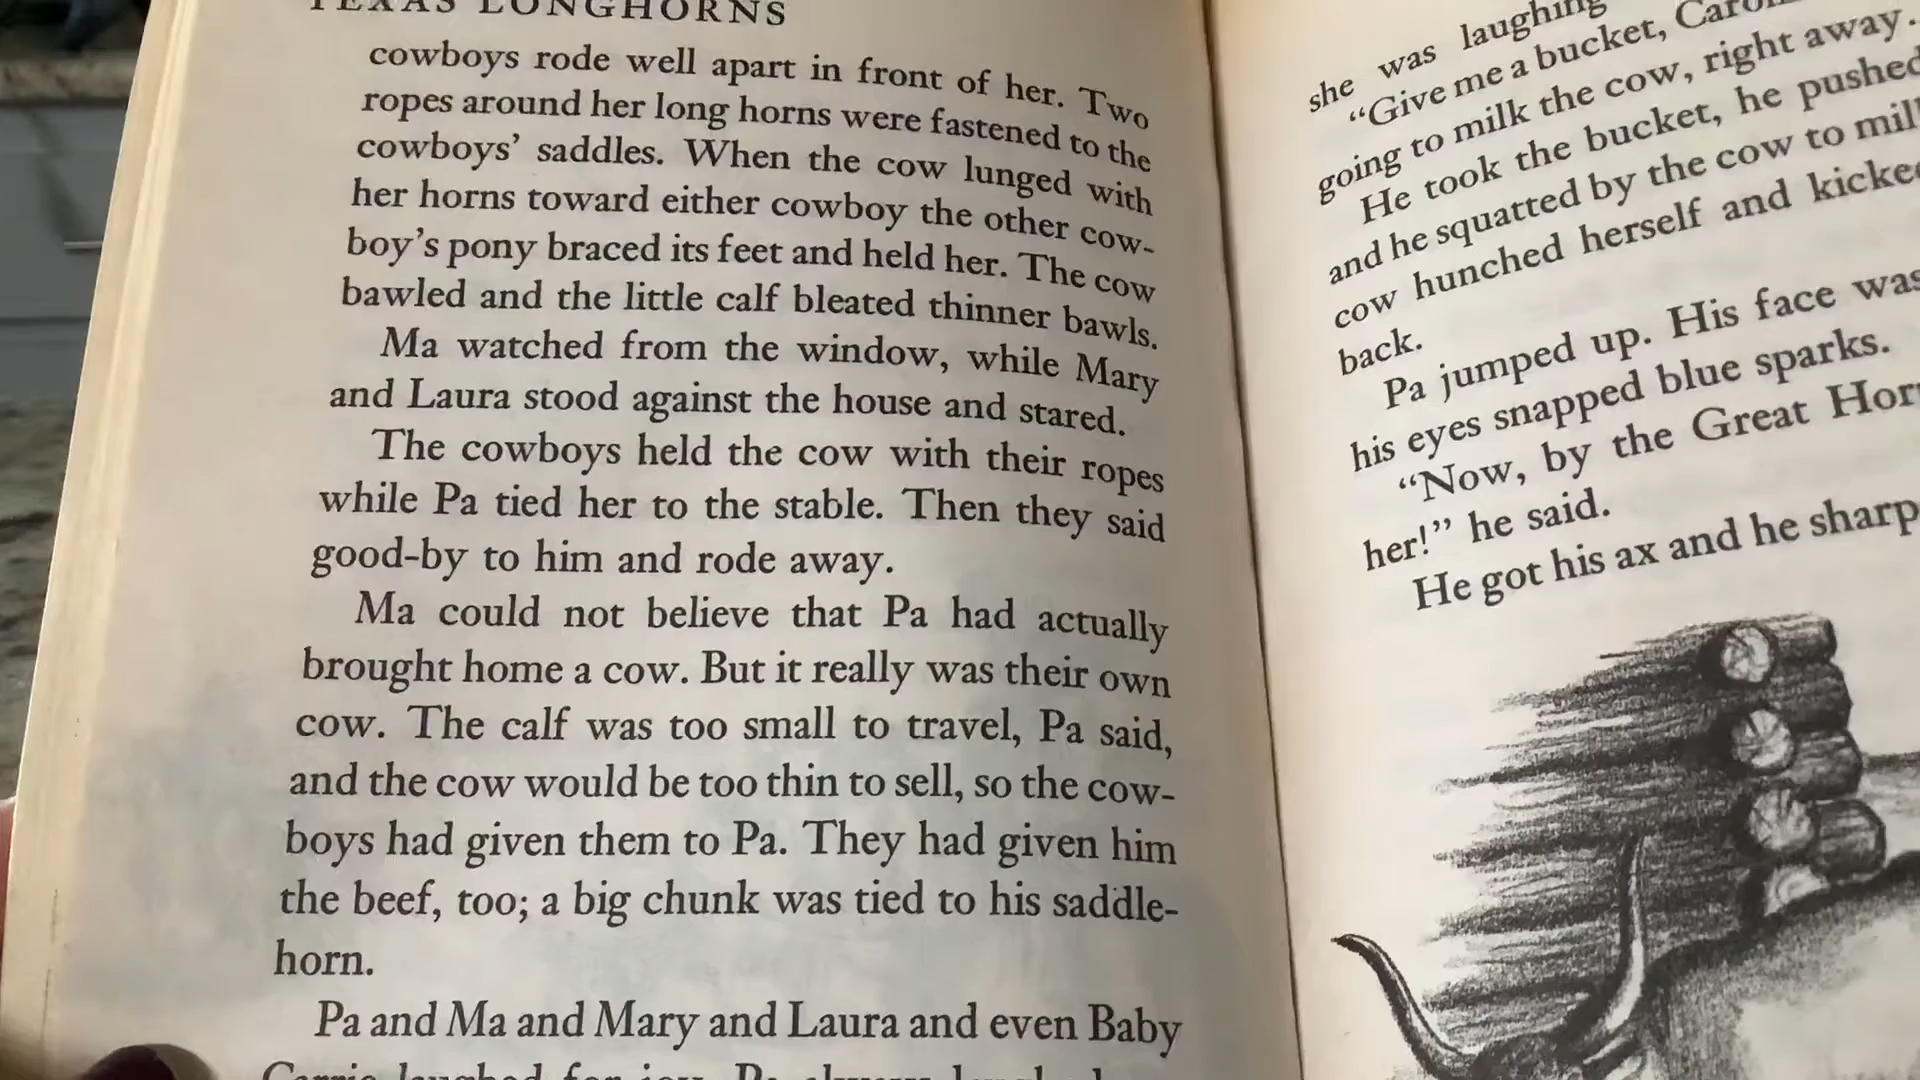 TEXAS LONGHORNS
cowboys rode well apart in front of her. Two
ropes around her long horns were fastened to the
cowboys' saddles. When the cow lunged with
her horns toward either cowboy the other cow-
boy's pony braced its feet and held her. The cow
bawled and the little calf bleated thinner bawls.
Ma watched from the window, while Mary
and Laura stood against the house and stared.
The cowboys held the cow with their ropes
while Pa tied her to the stable. Then they said
good-by to him and rode away.
Ma could not believe that Pa had actually
brought home a cow. But it really was their own
cow. The calf was too small to travel, Pa said,
and the cow would be too thin to sell, so the cow-
boys had given them to Pa. They had given him
the beef, too; a big chunk was tied to his saddle-
horn.
Pa and Ma and Mary and Laura and even Baby
Carrie laughed for joy. Pa always
she was laughing
"Give me a bucket,
going to milk the cow, right away.
He took the bucket, he pushed
and he squatted by the cow to
cow hunched herself and
back.
Pa jumped up. His face was
his eyes snapped blue sparks.
"Now, by the Great
her!" he said.
He got his ax and he